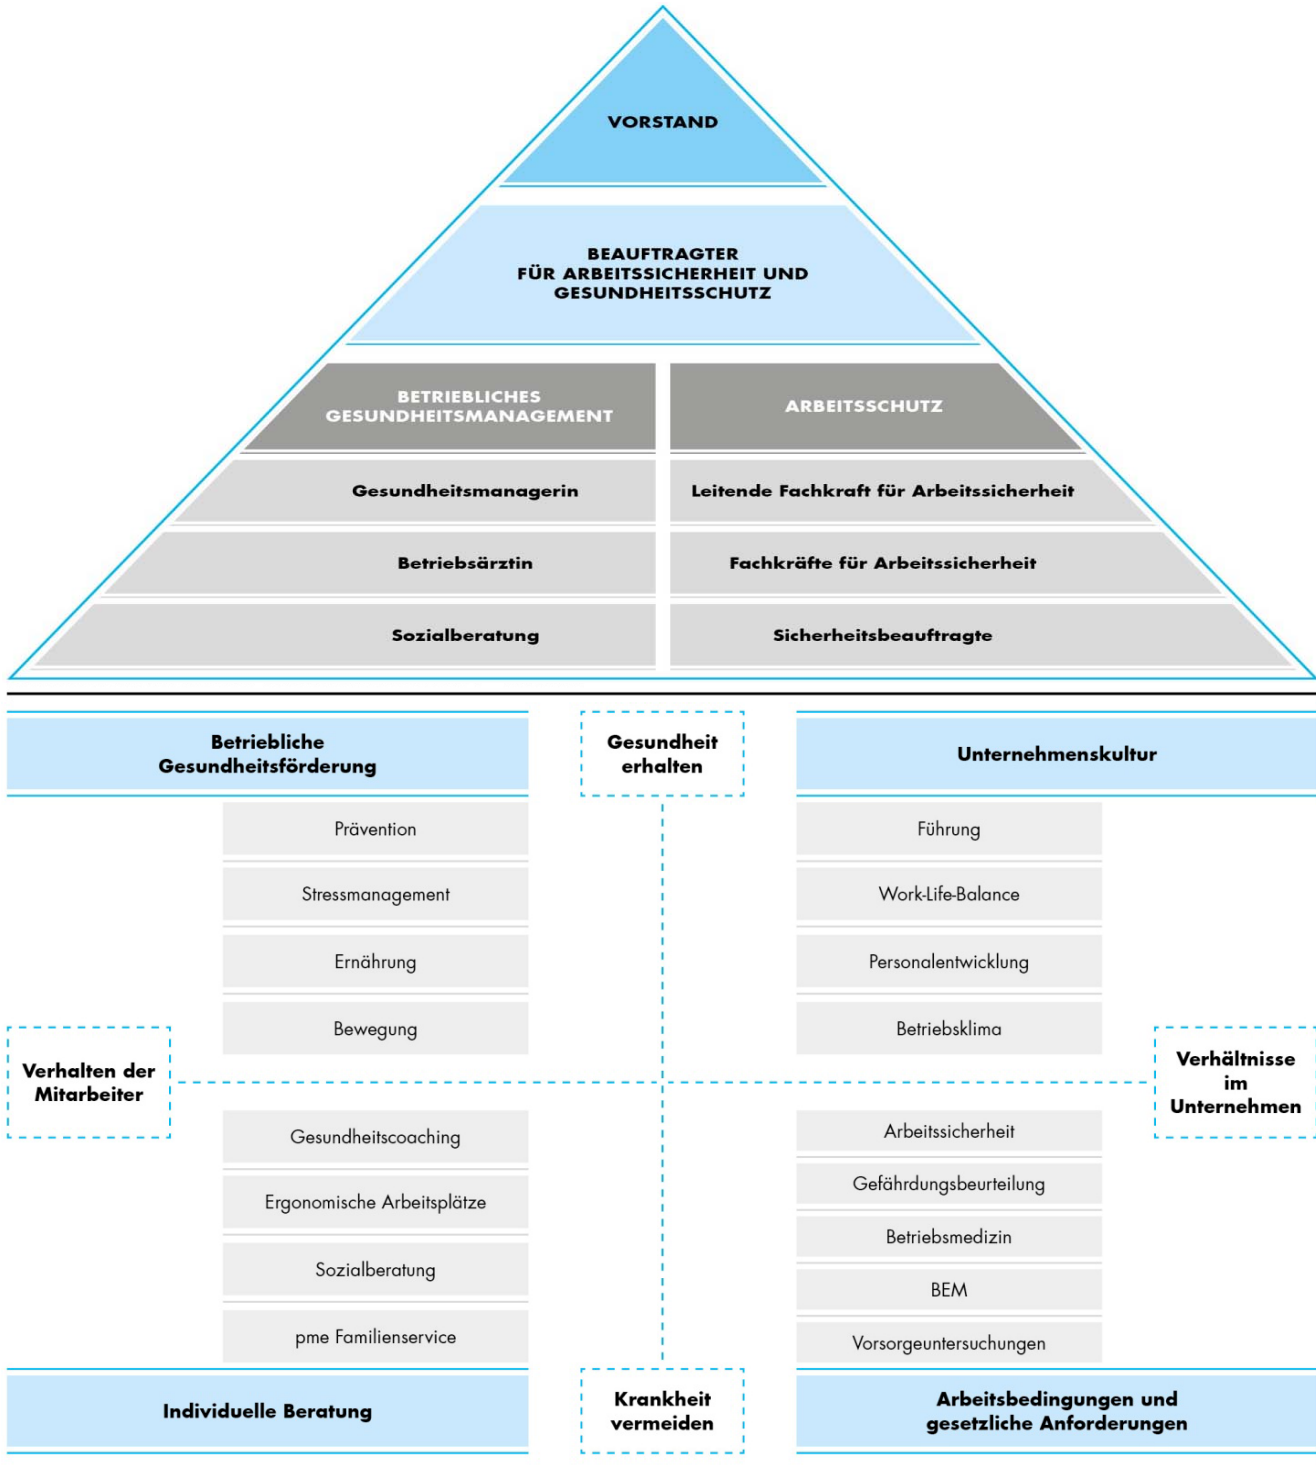 VORSTAND
BEAUFTRAGTER
FÜR ARBEITSSICHERHEIT UND
GESUNDHEITSSCHUTZ
BETRIEBLICHES
GESUNDHEITSMANAGEMENT
ARBEITSSCHUTZ
Gesundheitsmanagerin
Leitende Fachkraft für Arbeitssicherheit
Betriebsärztin
Fachkräfte für Arbeitssicherheit
Sozialberatung
Sicherheitsbeauftragte
Betriebliche
Gesundheitsförderung
Gesundheit
erhalten
Unternehmenskultur
Prävention
Führung
Stressmanagement
Work-Life-Balance
Ernährung
Personalentwicklung
Bewegung
Betriebsklima
Verhalten der
Mitarbeiter
Verhältnisse
im
Unternehmen
Gesundheitscoaching
Arbeitssicherheit
Ergonomische Arbeitsplätze
Gefährdungsbeurteilung
Betriebsmedizin
Sozialberatung
BEM
pme Familienservice
Vorsorgeuntersuchungen
Individuelle Beratung
Krankheit
vermeiden
Arbeitsbedingungen und
gesetzliche Anforderungen